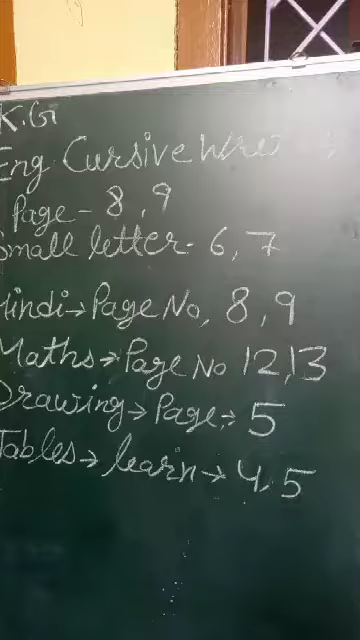 K.G
Eng Cursive Wri
Page - 8, 9
Small letter - 6, 7
Hindi → Page No, 8, 9
Maths → Page No 12, 13
Drawing → Page → 5
Tables → learn → 4, 5